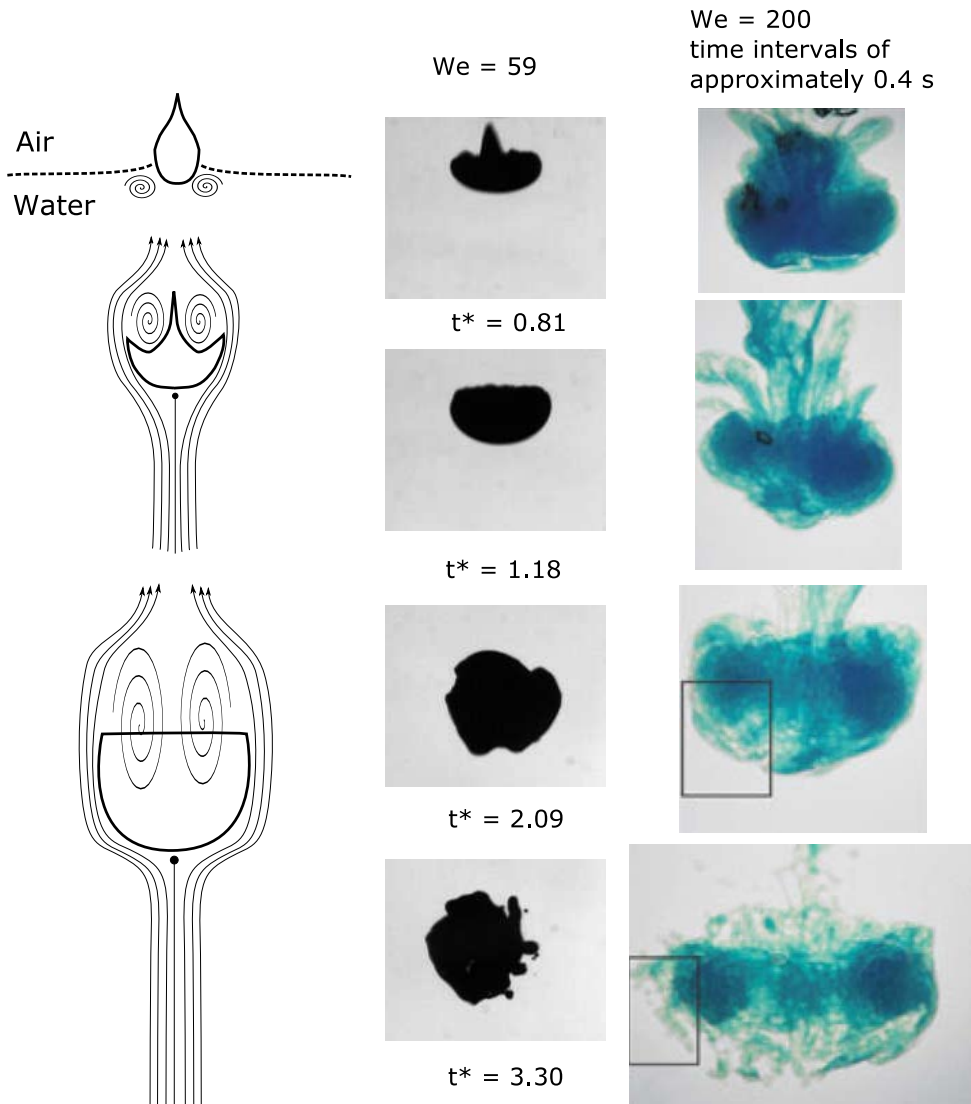 We = 200
time intervals of
approximately 0.4 s
We = 59
Air
Water
t* = 0.81
t* = 1.18
t* = 2.09
t* = 3.30